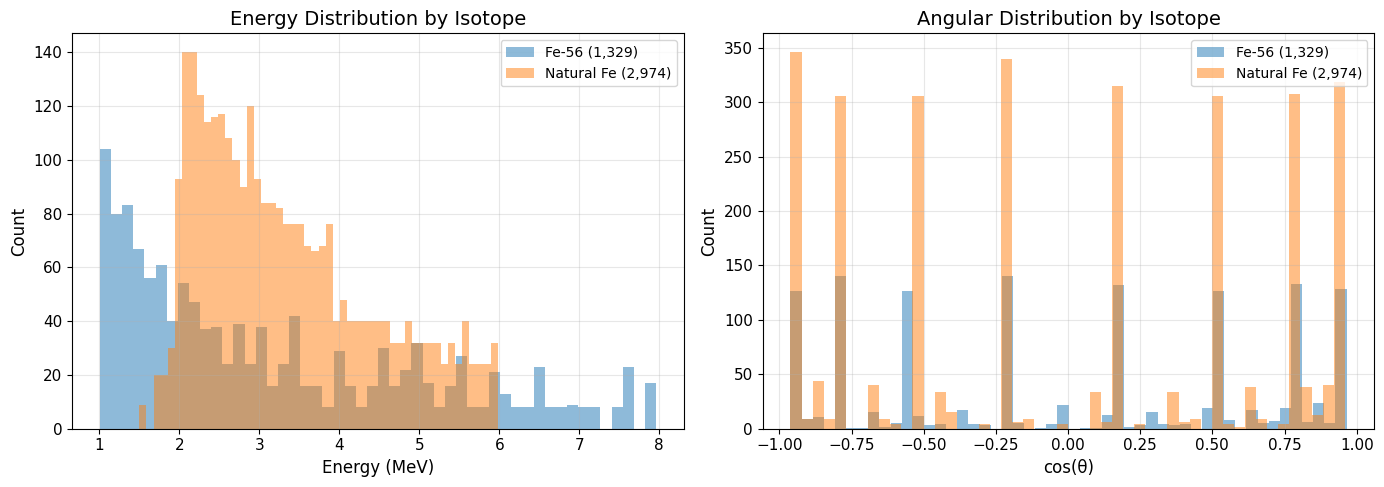 Energy Distribution by Isotope
Count
140
120
100
80
60
40
20
0
Fe-56 (1,329)
Natural Fe (2,974)
1 2 3 4 5 6 7 8
Energy (MeV)
Angular Distribution by Isotope
Count
350
300
250
200
150
100
50
0
Fe-56 (1,329)
Natural Fe (2,974)
−1.00 −0.75 −0.50 −0.25 0.00 0.25 0.50 0.75 1.00
cos(θ)